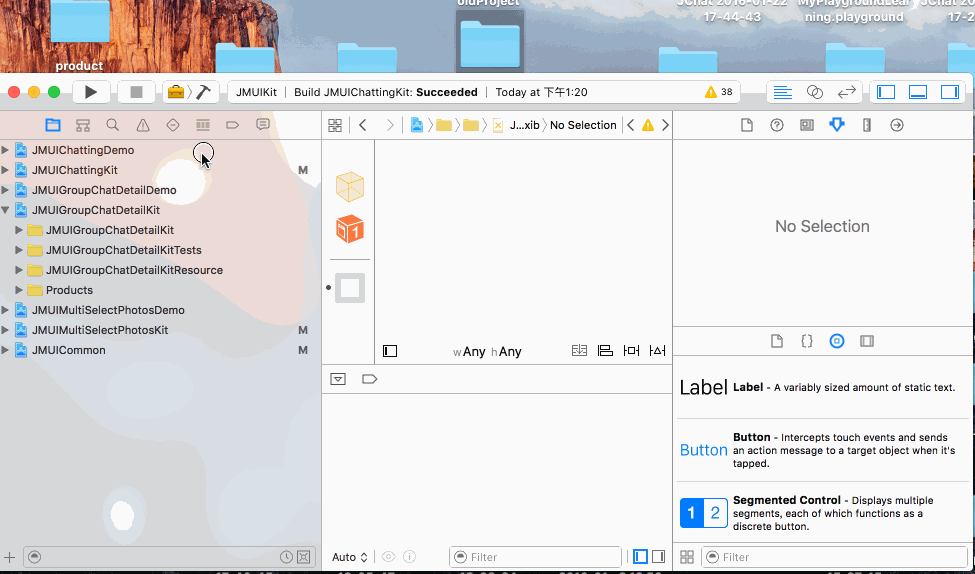 oldProject
JChat 2016-01-22
17-44-43
MyPlaygroundLear
ning.playground
JChat 20
17-2
product
JMUIKit | Build JMUIChattingKit: Succeeded | Today at 下午1:20
38
J...xib
No Selection
JMUIChattingDemo
JMUIChattingKit M
JMUIGroupChatDetailDemo
JMUIGroupChatDetailKit
JMUIGroupChatDetailKit
JMUIGroupChatDetailKitTests
JMUIGroupChatDetailKitResource
Products
JMUIMultiSelectPhotosDemo
JMUIMultiSelectPhotosKit M
JMUICommon M
1
wAny hAny
Auto
Filter
No Selection
Label
Label - A variably sized amount of static text.
Button
Button - Intercepts touch events and sends
an action message to a target object when it's
tapped.
1 2
Segmented Control - Displays multiple
segments, each of which functions as a
discrete button.
Filter